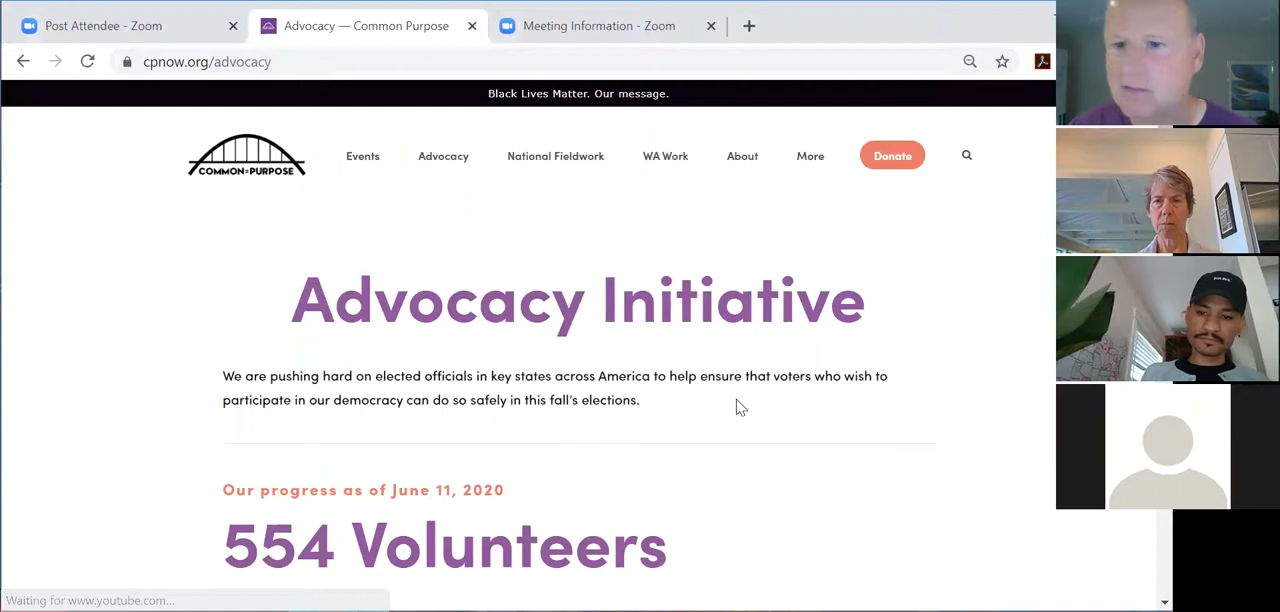 Post Attendee - Zoom
Advocacy — Common Purpose
Meeting Information - Zoom
cpnow.org/advocacy
Black Lives Matter. Our message.
COMMON=PURPOSE
Events Advocacy National Fieldwork WA Work About More Donate
Advocacy Initiative
We are pushing hard on elected officials in key states across America to help ensure that voters who wish to
participate in our democracy can do so safely in this fall's elections.
Our progress as of June 11, 2020
554 Volunteers
Waiting for www.youtube.com...